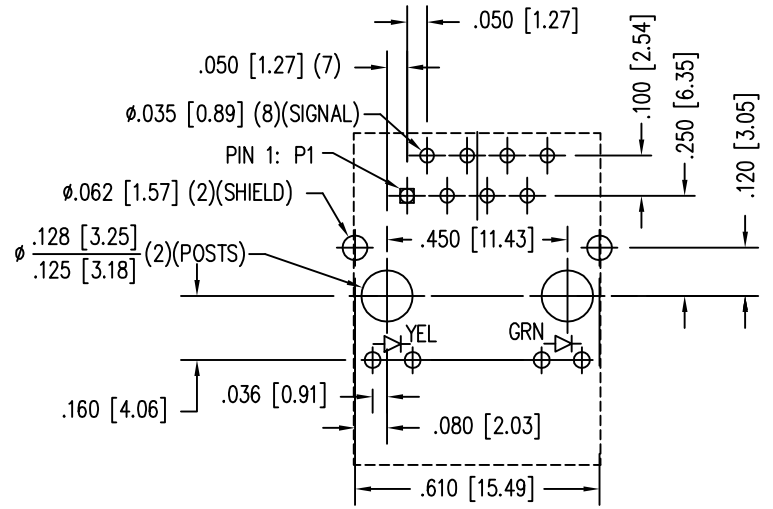 .050 [1.27]
.050 [1.27] (7)
ø.035 [0.89] (8)(SIGNAL)
PIN 1: P1
ø.062 [1.57] (2)(SHIELD)
ø .128 [3.25]
.125 [3.18] (2)(POSTS)
.100 [2.54]
.250 [6.35]
.120 [3.05]
.450 [11.43]
YEL
GRN
.160 [4.06]
.036 [0.91]
.080 [2.03]
.610 [15.49]